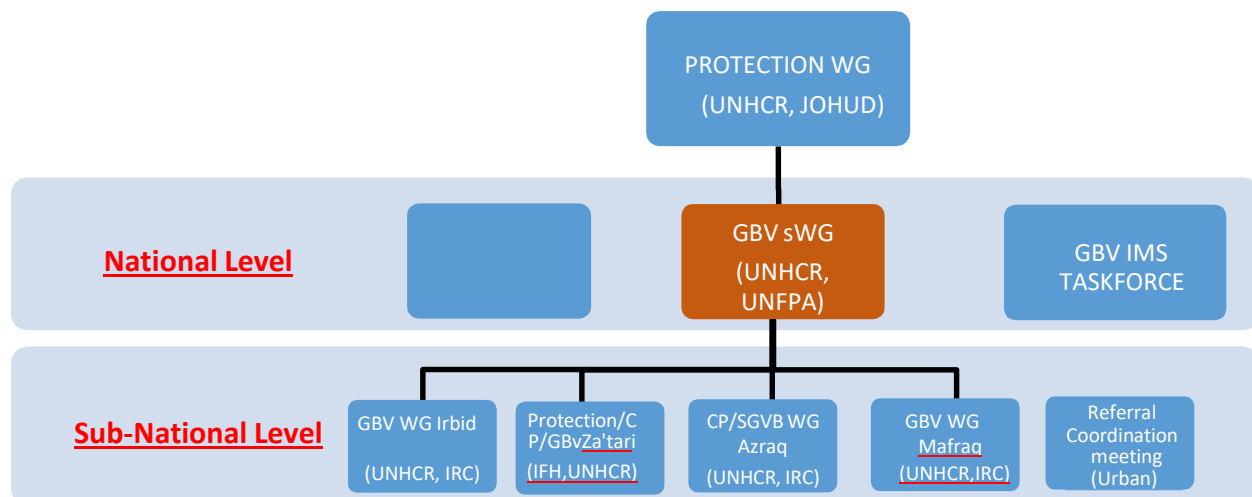 PROTECTION WG
(UNHCR, JOHUD)
National Level
GBV sWG
(UNHCR,
UNFPA)
GBV IMS
TASKFORCE
Sub-National Level
GBV WG Irbid
(UNHCR, IRC)
Protection/C
P/GBvZa'tari
(IFH,UNHCR)
CP/SGVB WG
Azraq
(UNHCR, IRC)
GBV WG
Mafraq
(UNHCR,IRC)
Referral
Coordination
meeting
(Urban)